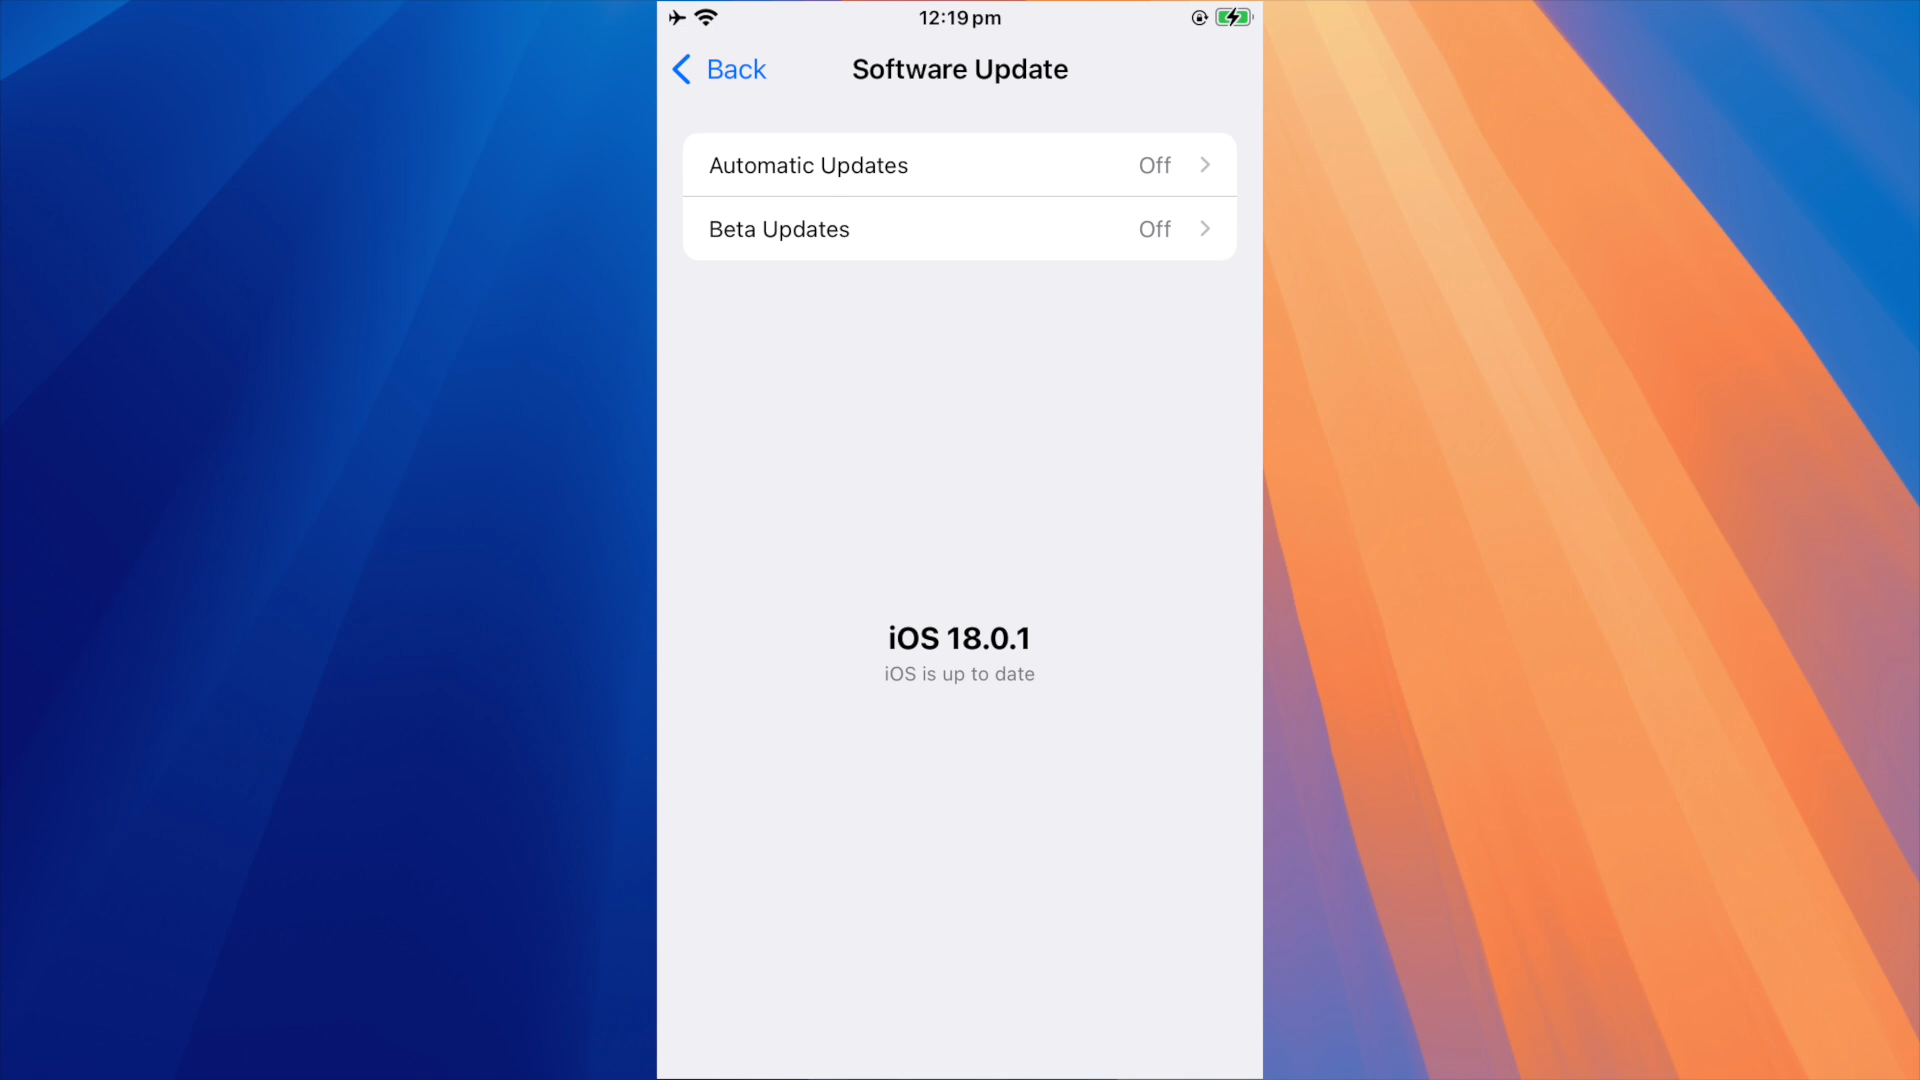 12:19 pm
Back
Software Update
Automatic Updates Off
Beta Updates Off
iOS 18.0.1
iOS is up to date